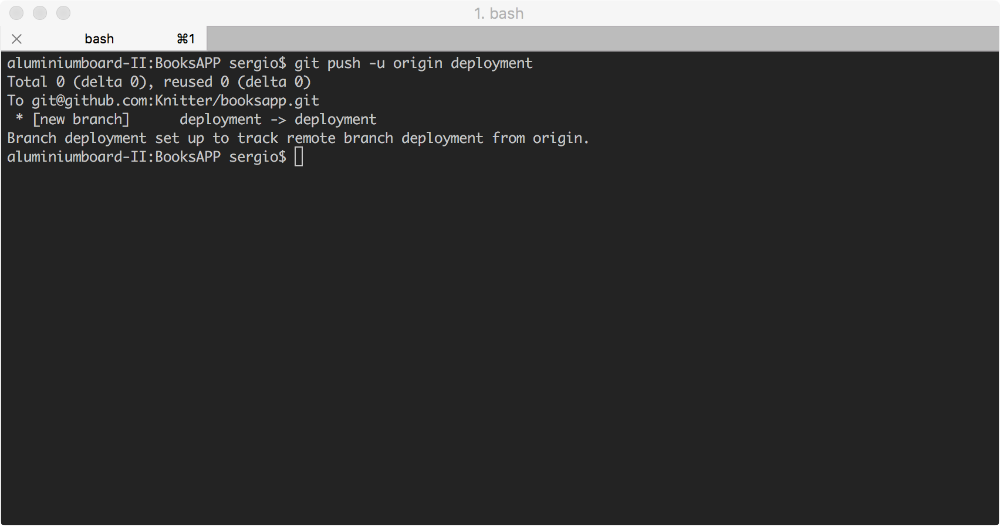 1. bash
bash ⌘1
aluminiumboard-II:BooksAPP sergio$ git push -u origin deployment
Total 0 (delta 0), reused 0 (delta 0)
To git@github.com:Knitter/booksapp.git
 * [new branch]      deployment -> deployment
Branch deployment set up to track remote branch deployment from origin.
aluminiumboard-II:BooksAPP sergio$